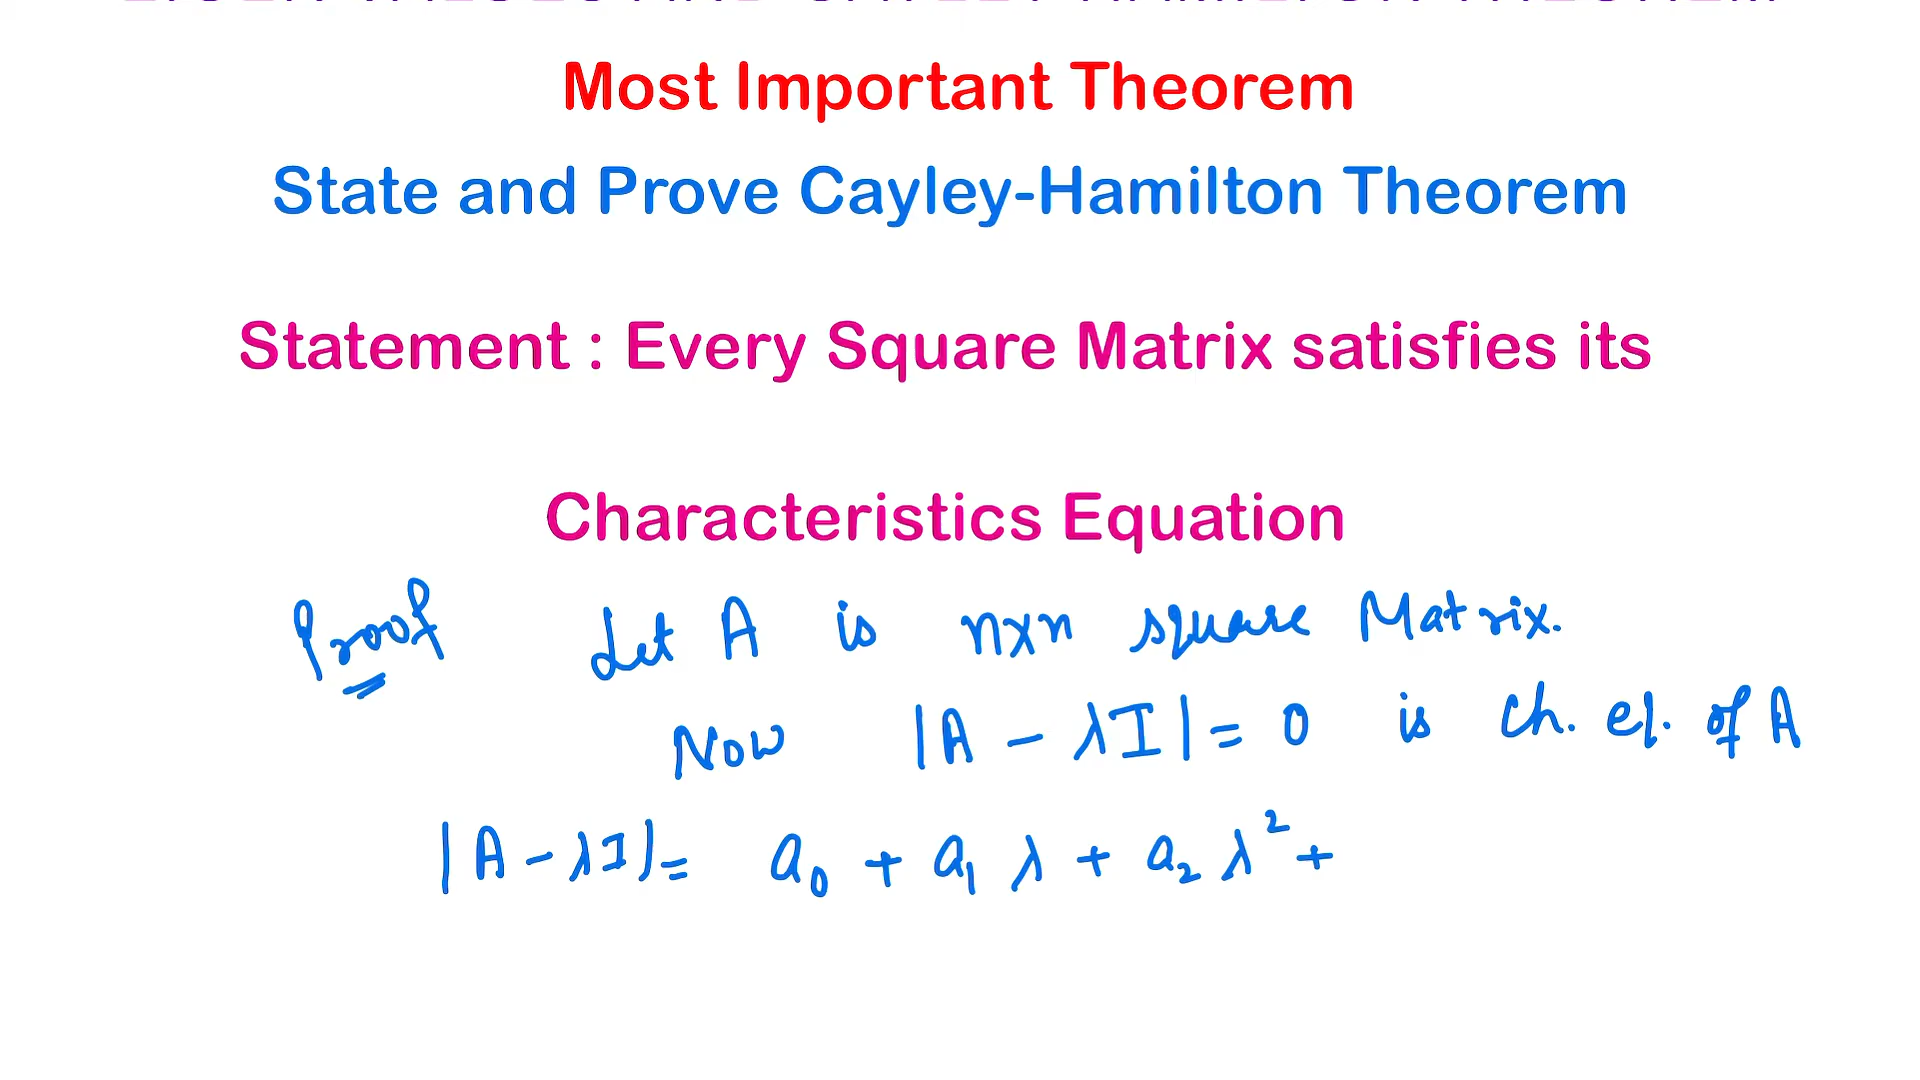 Most Important Theorem
State and Prove Cayley-Hamilton Theorem
Statement : Every Square Matrix satisfies its
Characteristics Equation
Proof Let A is n×n square Matrix.
Now |A - λI| = 0 is ch. eq. of A
|A - λI| = a₀ + a₁ λ + a₂ λ² +